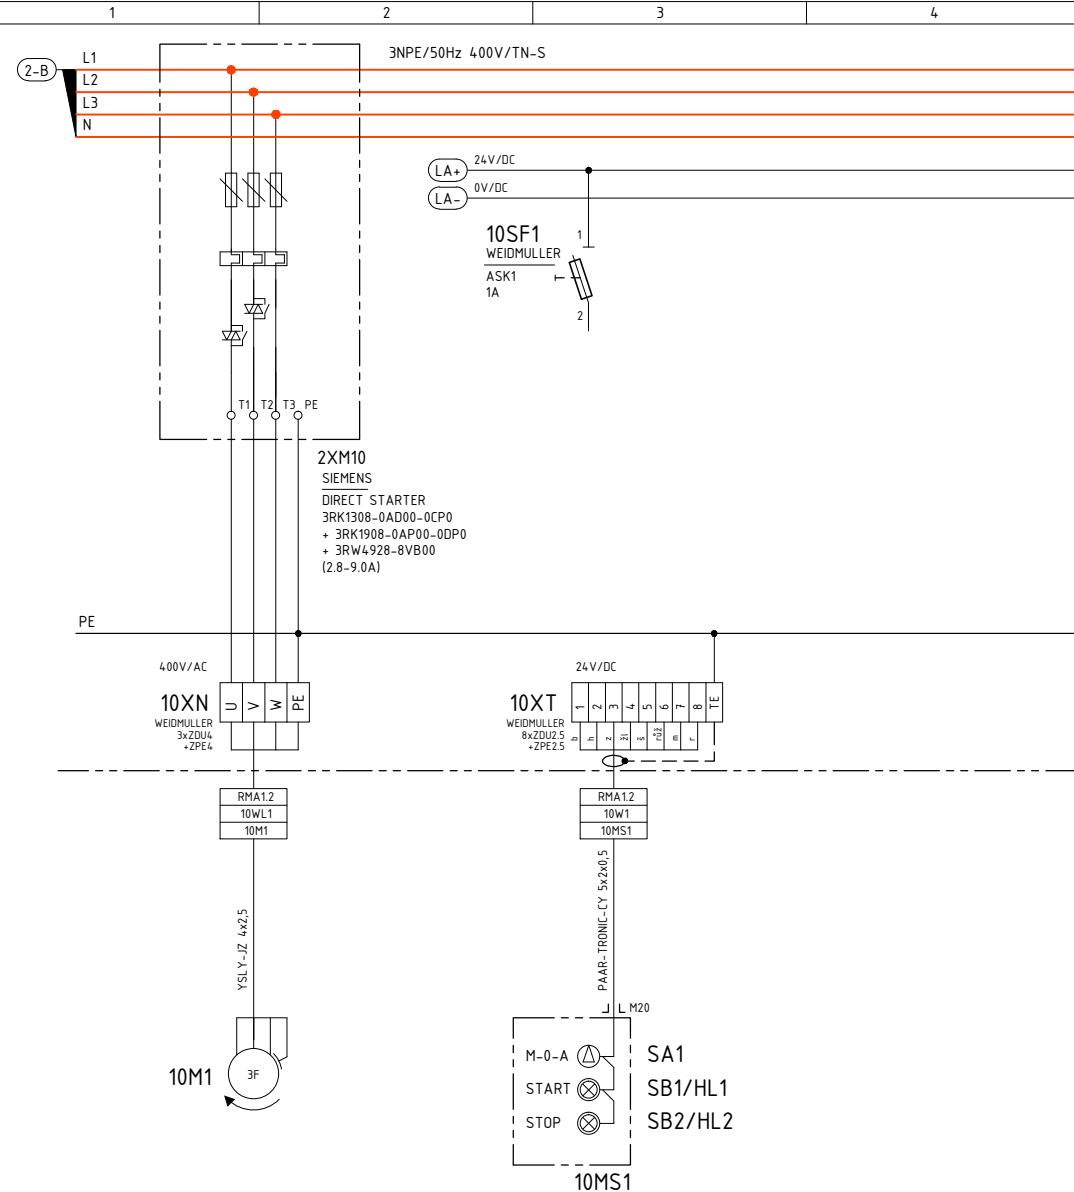 1 2 3 4
2-B
L1
L2
L3
N
3NPE/50Hz 400V/TN-S
LA+ 24V/DC
LA- 0V/DC
10SF1
WEIDMULLER
ASK1
1A
1
2
T1 T2 T3 PE
2XM10
SIEMENS
DIRECT STARTER
3RK1308-0AD00-0CP0
+ 3RK1908-0AP00-0DP0
+ 3RW4928-8VB00
(2.8-9.0A)
PE
400V/AC
10XN
WEIDMULLER
3xZDU4
+ZPE4
U V W PE
24V/DC
10XT
WEIDMULLER
8xZDU2.5
+ZPE2.5
1 2 3 4 5 6 7 8 TE
b h z žl š růž m r
RMA1.2
10WL1
10M1
RMA1.2
10W1
10MS1
YSLY-JZ 4x2,5
PAAR-TRONIC-CY 5x2x0,5
M20
10M1
3F
M-0-A
START
STOP
SA1
SB1/HL1
SB2/HL2
10MS1